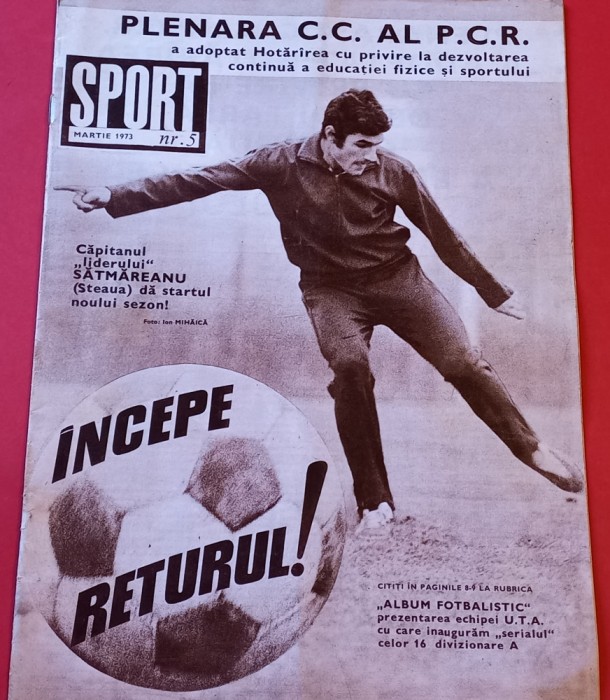 PLENARA C.C. AL P.C.R.
a adoptat Hotărîrea cu privire la dezvoltarea
continuă a educației fizice și sportului
SPORT
MARTIE 1973 nr. 5
Căpitanul
„liderului“
SĂTMĂREANU
(Steaua) dă startul
noului sezon!
Foto: Ion MIHĂICĂ
ÎNCEPE
RETURUL!
CITIȚI ÎN PAGINILE 8-9 LA RUBRICA
„ALBUM FOTBALISTIC“
prezentarea echipei U.T.A.
cu care inaugurăm „serialul“
celor 16 divizionare A